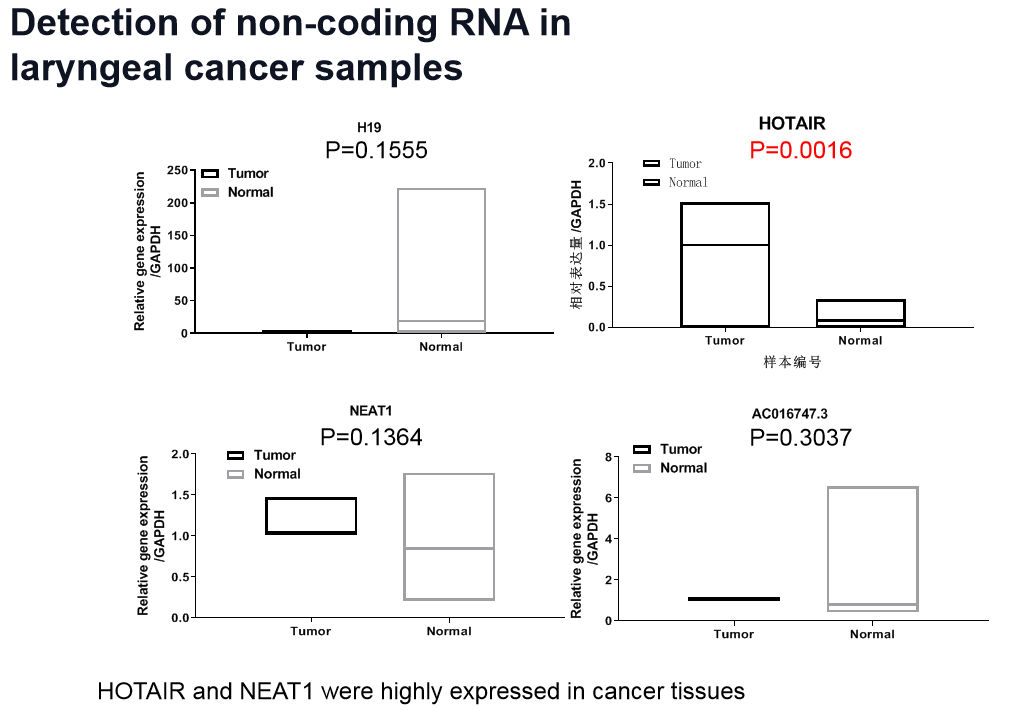 Detection of non-coding RNA in
laryngeal cancer samples
H19
P=0.1555
250
200
150
100
50
0
Relative gene expression
/GAPDH
Tumor
Normal
Tumor
Normal
HOTAIR
P=0.0016
2.0
1.5
1.0
0.5
0.0
相对表达量 /GAPDH
Tumor
Normal
Tumor
Normal
样本编号
NEAT1
P=0.1364
2.0
1.5
1.0
0.5
0.0
Relative gene expression
/GAPDH
Tumor
Normal
Tumor
Normal
AC016747.3
P=0.3037
8
6
4
2
0
Relative gene expression
/GAPDH
Tumor
Normal
Tumor
Normal
HOTAIR and NEAT1 were highly expressed in cancer tissues